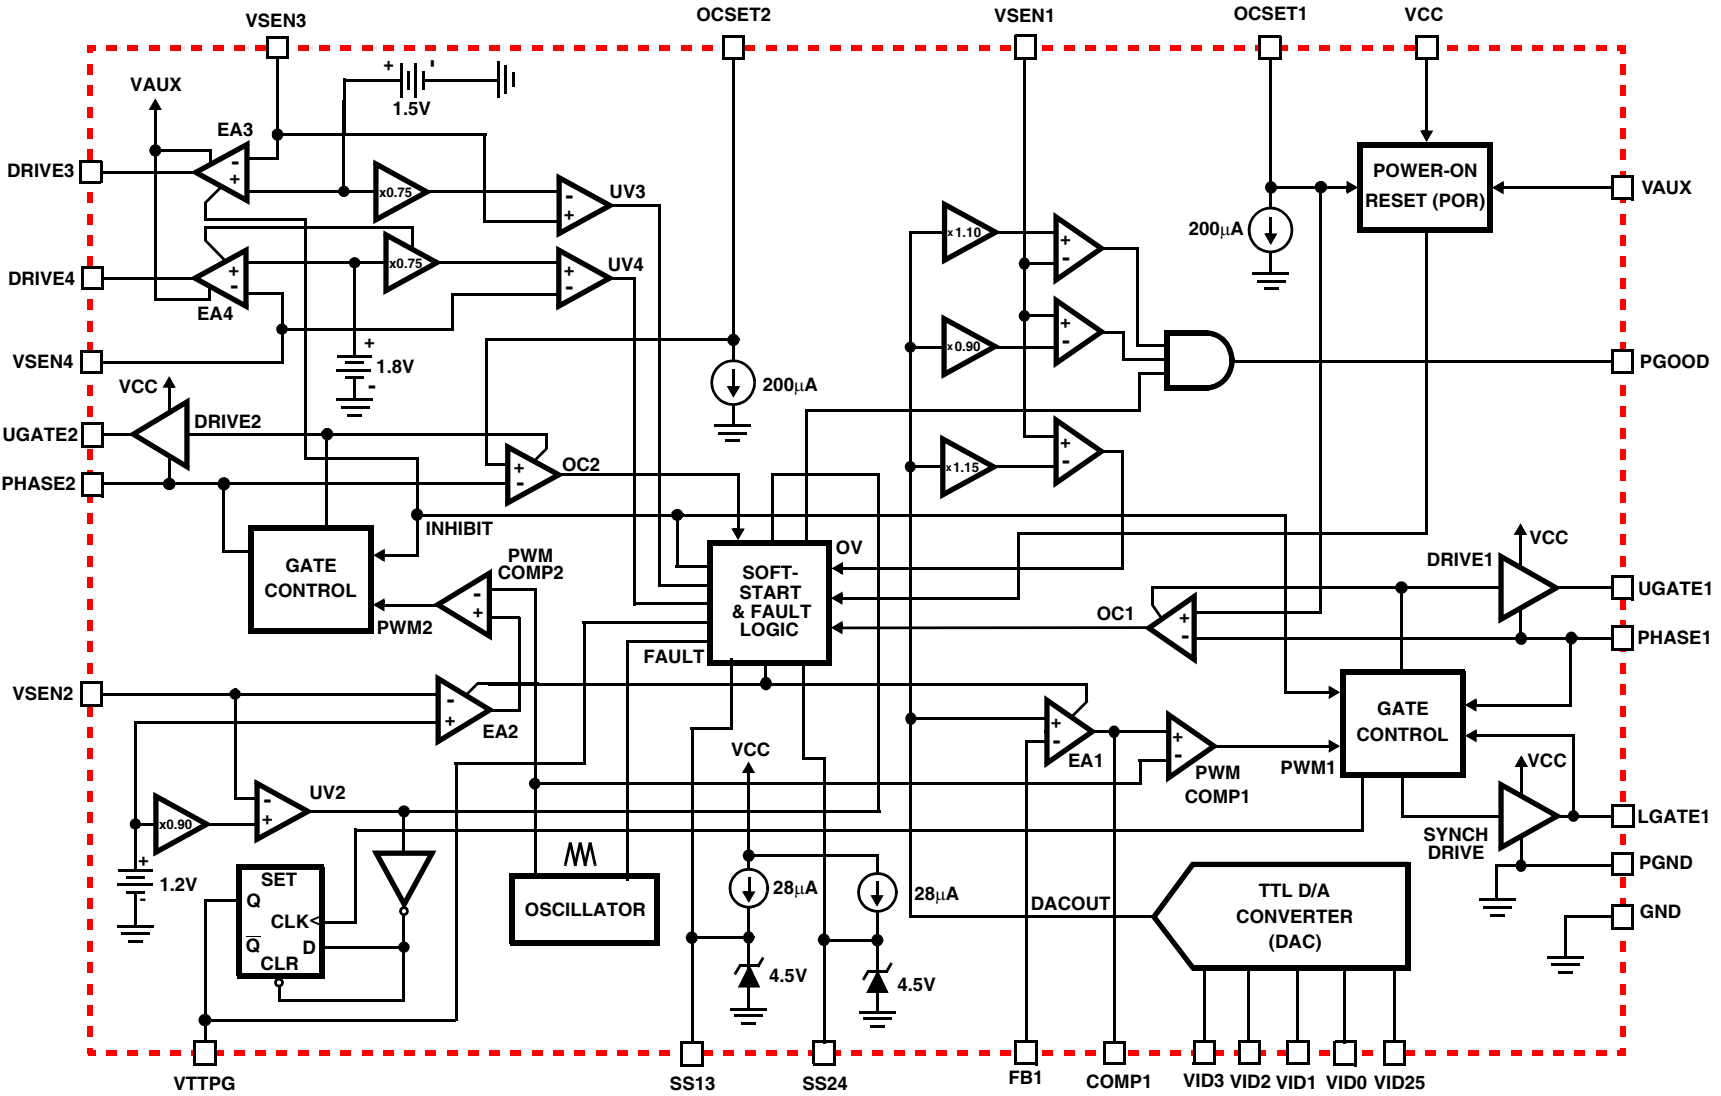 VSEN3
OCSET2
VSEN1
OCSET1
VCC
VAUX
+
-
1.5V
EA3
DRIVE3
-
+
x0.75
UV3
-
+
POWER-ON
RESET (POR)
VAUX
200µA
x1.10
+
-
DRIVE4
+
-
EA4
x0.75
UV4
+
-
VSEN4
+
1.8V
-
200µA
x0.90
+
-
PGOOD
VCC
DRIVE2
UGATE2
PHASE2
+
-
OC2
x1.15
+
-
INHIBIT
GATE
CONTROL
PWM
COMP2
-
+
PWM2
OV
SOFT-
START
& FAULT
LOGIC
FAULT
DRIVE1
VCC
UGATE1
OC1
+
-
PHASE1
VSEN2
-
+
EA2
+
-
EA1
+
-
PWM
COMP1
PWM1
GATE
CONTROL
VCC
SYNCH
DRIVE
LGATE1
PGND
GND
UV2
-
+
x0.90
+
1.2V
-
SET
Q
CLK
Q
D
CLR
OSCILLATOR
VCC
28µA
28µA
4.5V
4.5V
DACOUT
TTL D/A
CONVERTER
(DAC)
VTTPG
SS13
SS24
FB1
COMP1
VID3
VID2
VID1
VID0
VID25